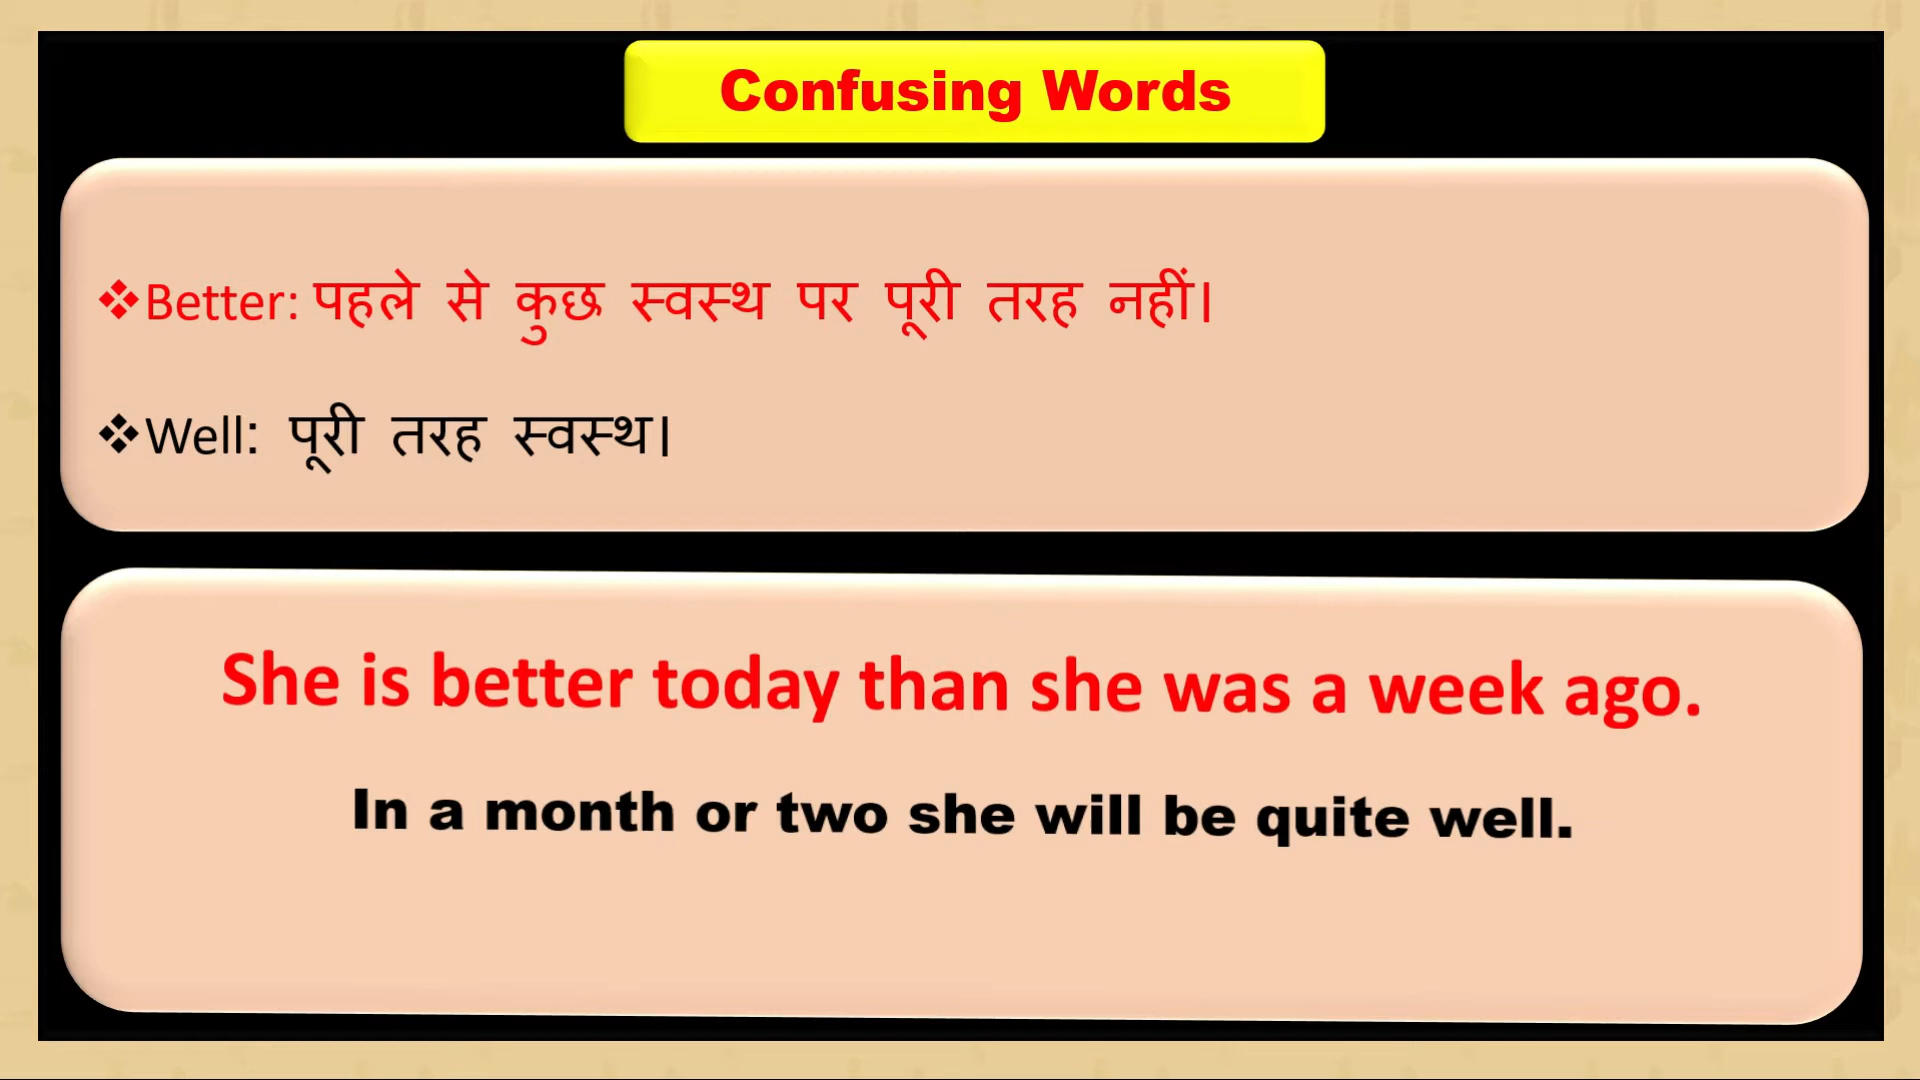 Confusing Words
❖Better: पहले से कुछ स्वस्थ पर पूरी तरह नहीं।
❖Well: पूरी तरह स्वस्थ।
She is better today than she was a week ago.
In a month or two she will be quite well.